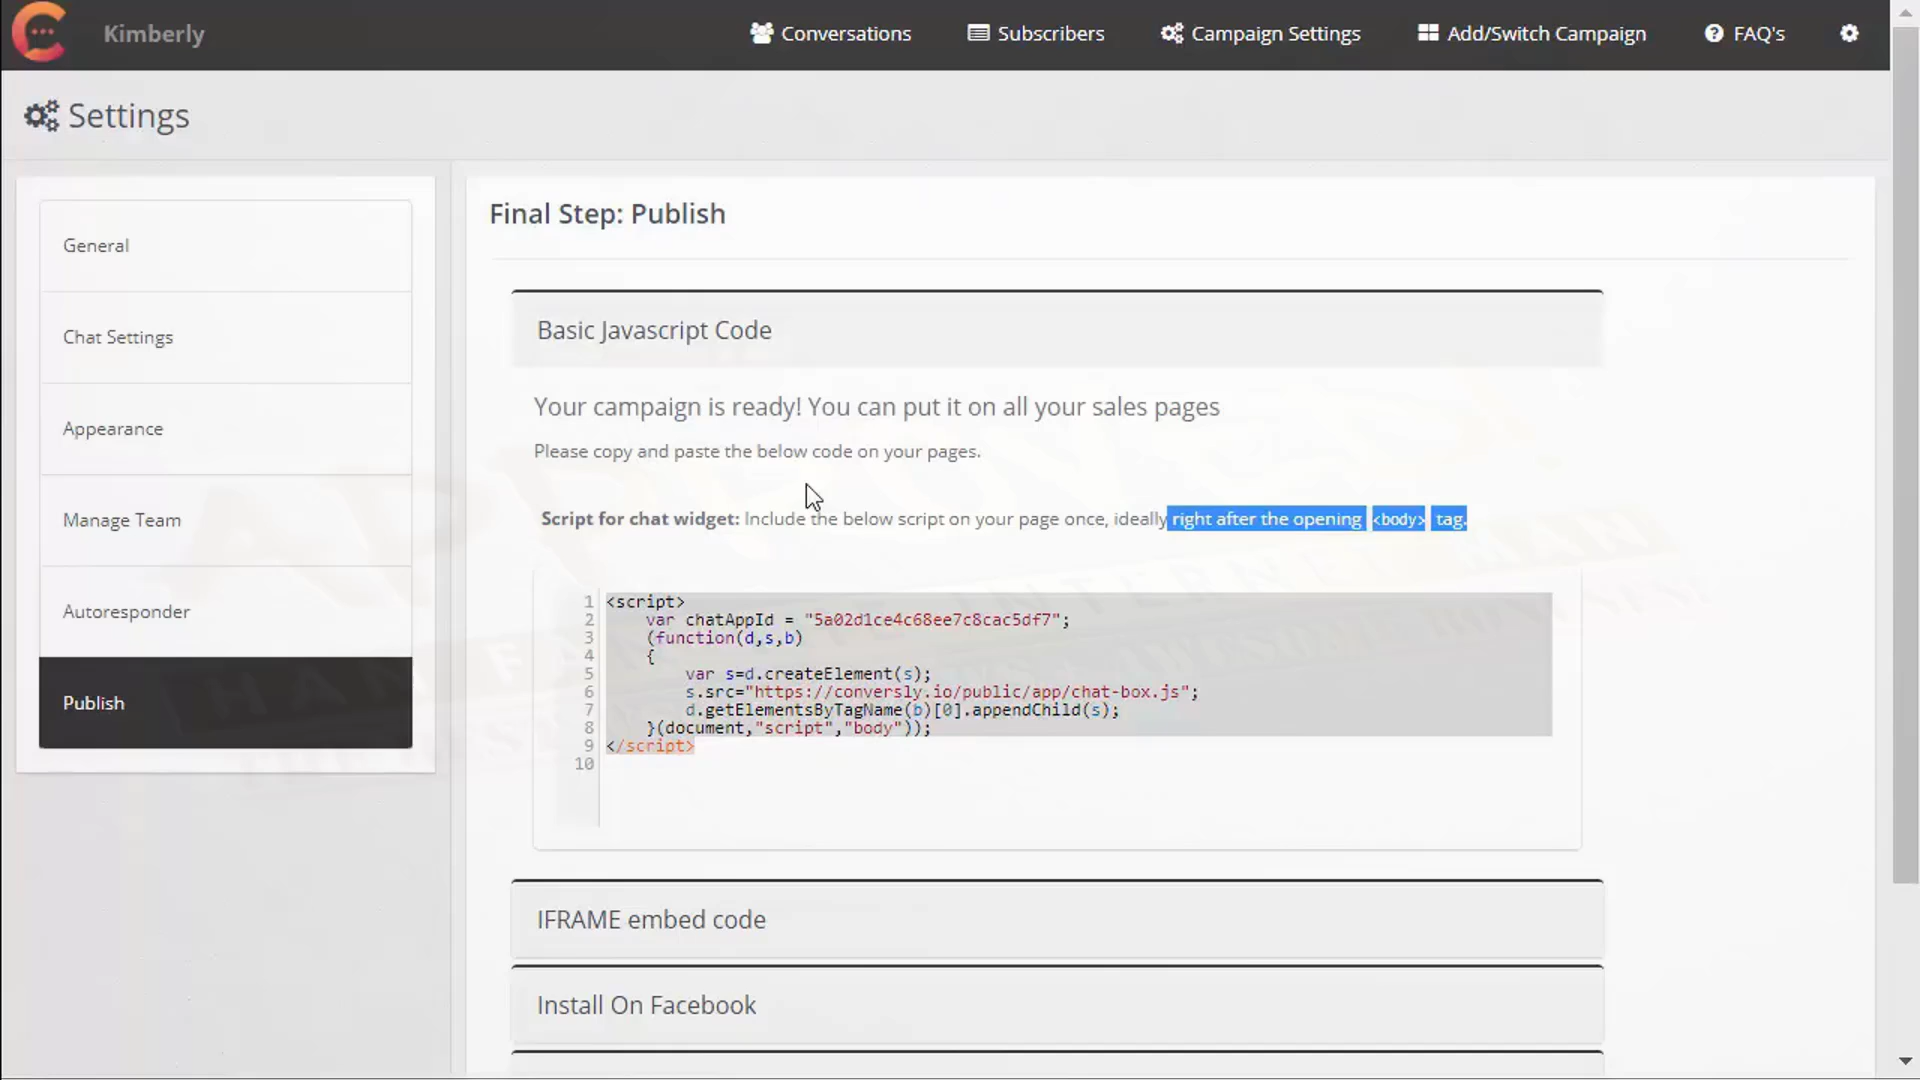 Kimberly
Conversations
Subscribers
Campaign Settings
Add/Switch Campaign
FAQ's
Settings
General
Chat Settings
Appearance
Manage Team
Autoresponder
Publish
Final Step: Publish
Basic Javascript Code
Your campaign is ready! You can put it on all your sales pages
Please copy and paste the below code on your pages.
Script for chat widget: Include the below script on your page once, ideally right after the opening <body> tag.
1 <script>
2 var chatAppId = "5a02d1ce4c68ee7c8cac5df7";
3 (function(d,s,b)
4 {
5 var s=d.createElement(s);
6 s.src="https://conversly.io/public/app/chat-box.js";
7 d.getElementsByTagName(b)[0].appendChild(s);
8 }(document,"script","body"));
9 </script>
10
IFRAME embed code
Install On Facebook